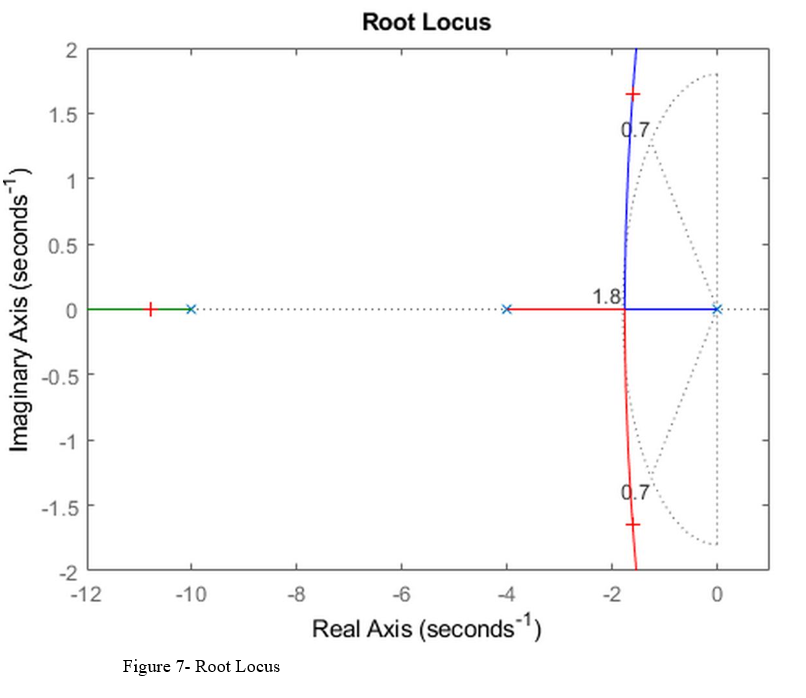 Root Locus
Imaginary Axis (seconds⁻¹)
2
1.5
1
0.5
0
-0.5
-1
-1.5
-2
0.7
1.8
0.7
-12 -10 -8 -6 -4 -2 0
Real Axis (seconds⁻¹)
Figure 7- Root Locus